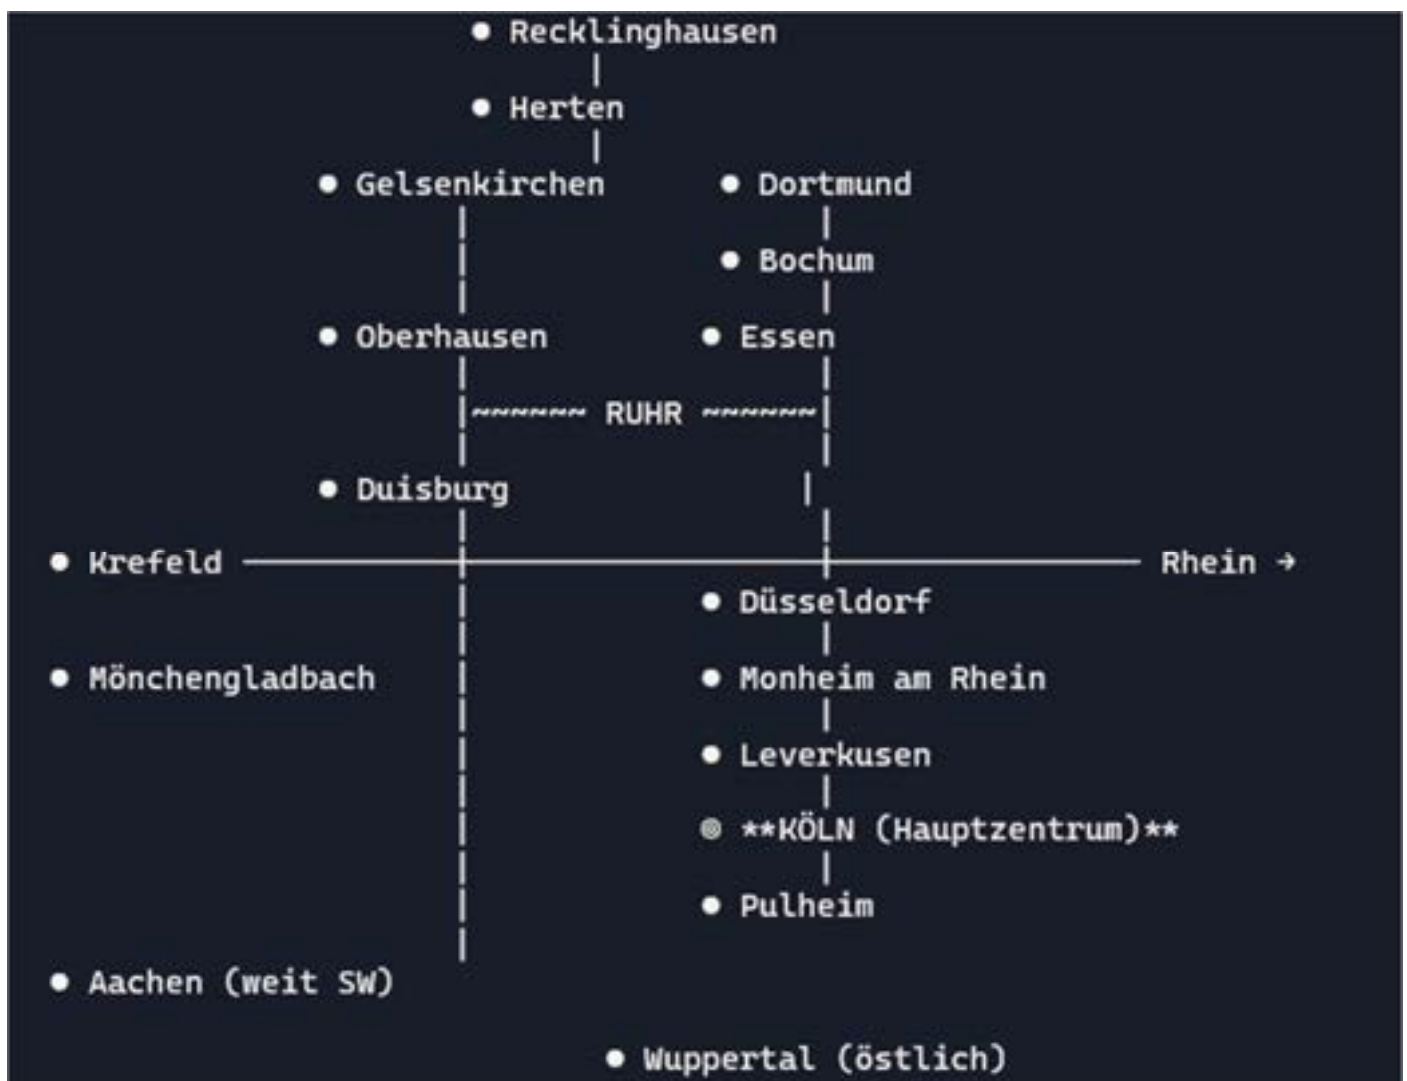 ● Recklinghausen
|
● Herten
|
● Gelsenkirchen ● Dortmund
| |
| ● Bochum
| |
● Oberhausen ● Essen
| |
|~~~~~~ RUHR ~~~~~~|
| |
● Duisburg |
| |
● Krefeld ─────────────────────── Rhein →
● Düsseldorf
| |
● Mönchengladbach | ● Monheim am Rhein
| |
| ● Leverkusen
| |
| ◎ **KÖLN (Hauptzentrum)**
| |
| ● Pulheim
|
● Aachen (weit SW)
● Wuppertal (östlich)